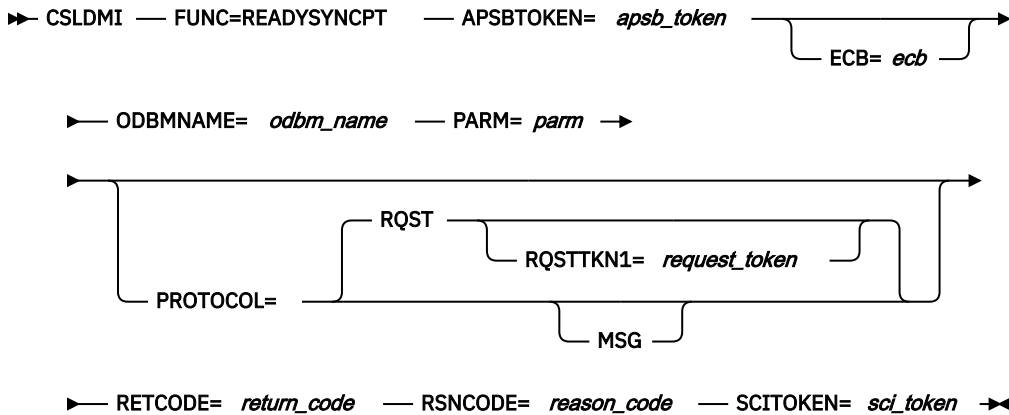 CSLDMI FUNC=READYSYNCPT APSBTOKEN= apsb_token
ECB= ecb
ODBMNAME= odbm_name PARM= parm
RQST
RQSTTKN1= request_token
PROTOCOL=
MSG
RETCODE= return_code RSNCODE= reason_code SCITOKEN= sci_token